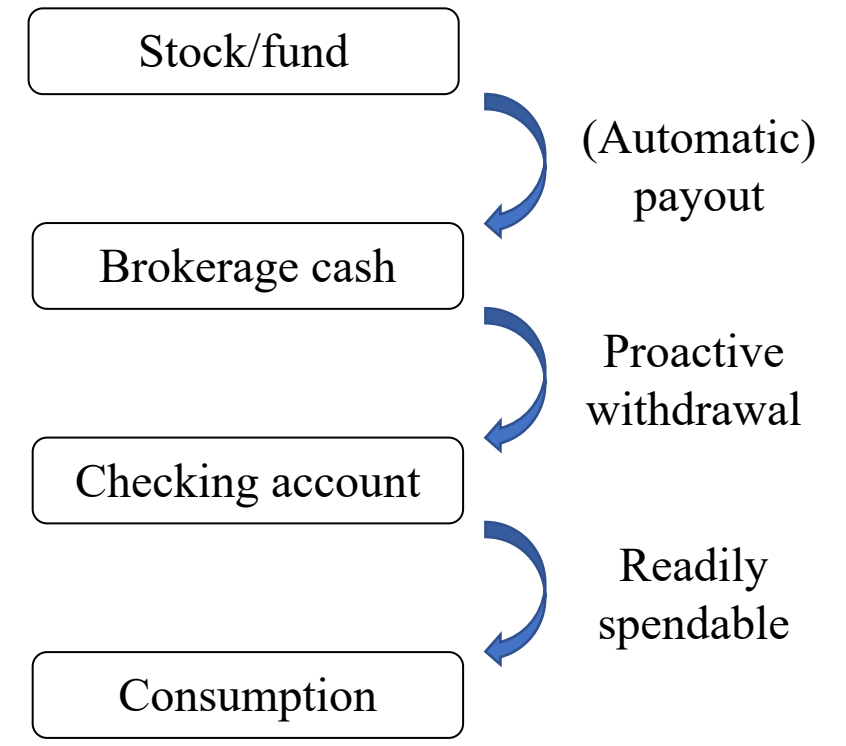 Stock/fund
(Automatic)
payout
Brokerage cash
Proactive
withdrawal
Checking account
Readily
spendable
Consumption